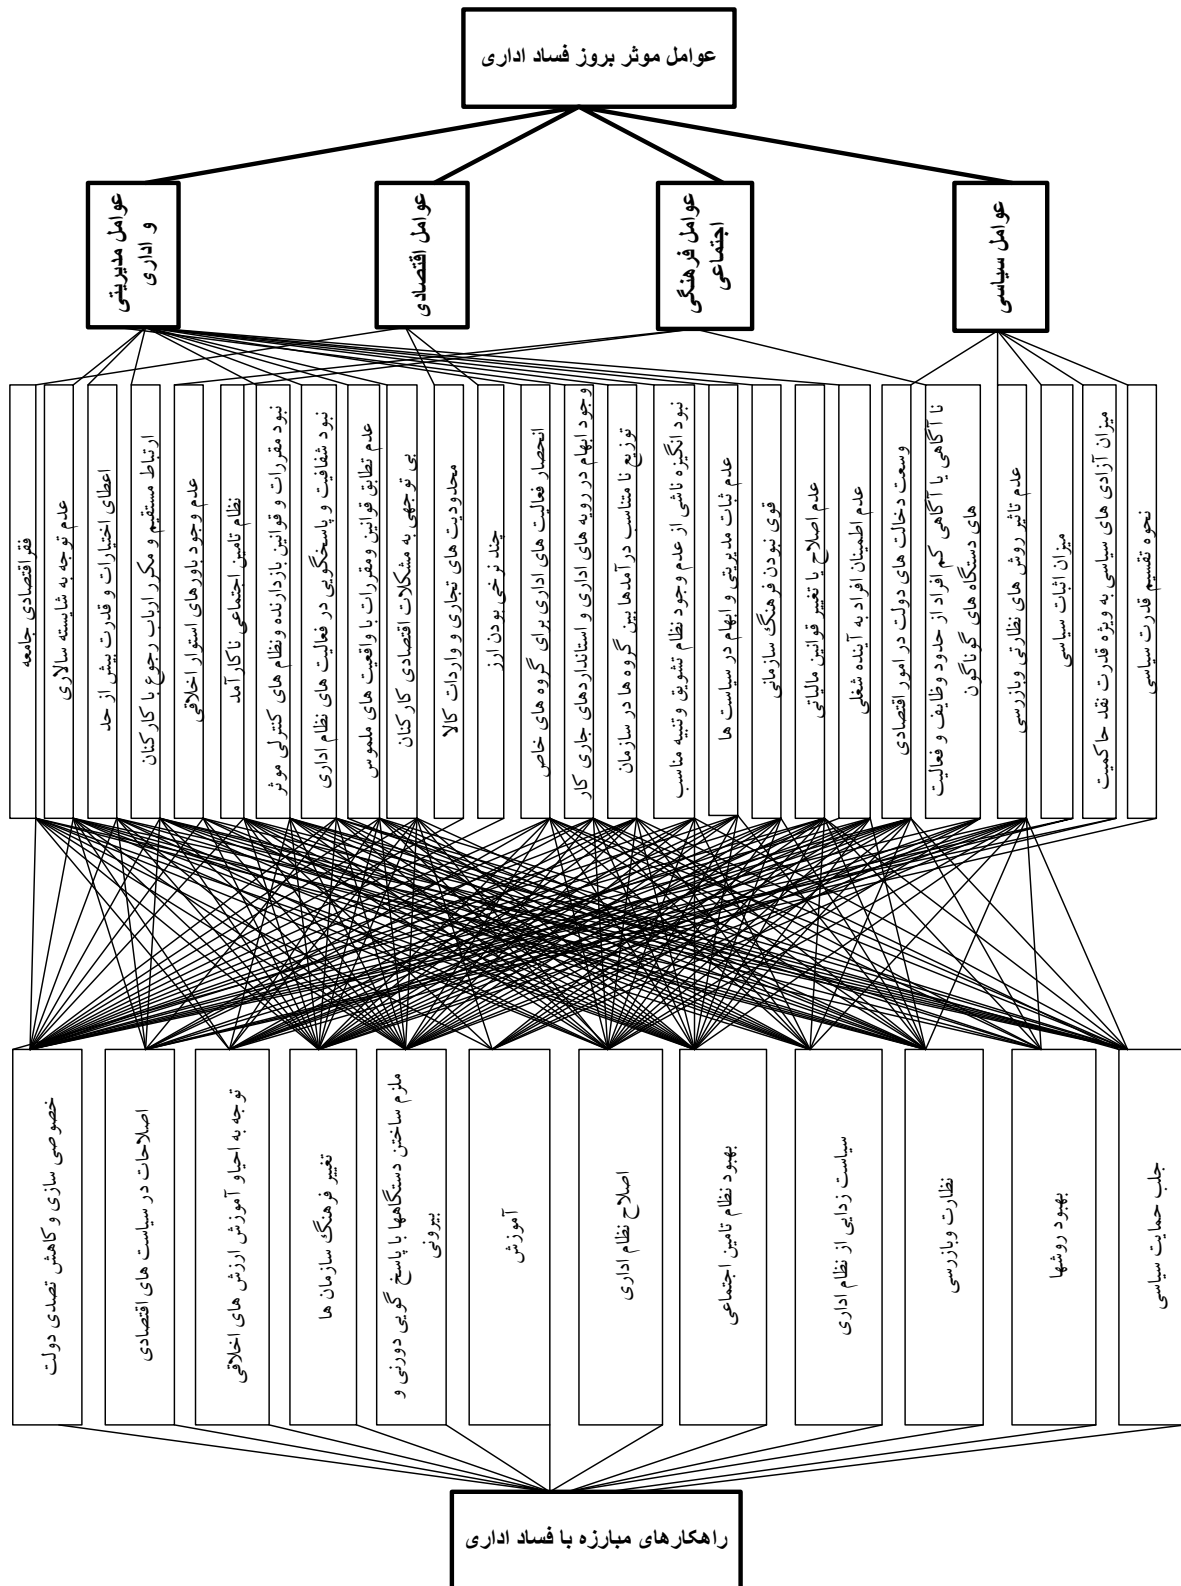 عوامل موثر بروز فساد اداری
عوامل سیاسی
عوامل فرهنگی
اجتماعی
عوامل اقتصادی
عوامل مدیریتی
و اداری
نحوه تقسیم قدرت سیاسی
میزان آزادی های سیاسی به ویژه قدرت نقد حاکمیت
میزان اثبات سیاسی
عدم تاثیر روش های نظارتی وبازرسی
نا آگاهی یا آگاهی کم افراد از حدود وظایف و فعالیت
های دستگاه های گوناگون
وسعت دخالت های دولت در امور اقتصادی
عدم اطمینان افراد به آینده شغلی
عدم اصلاح یا تغییر قوانین مالیاتی
قوی نبودن فرهنگ سازمانی
عدم ثبات مدیریتی و ابهام در سیاست ها
نبود انگیزه ناشی از عدم وجود نظام تشویق و تنبیه مناسب
توزیع نا متناسب درآمدها بین گروه ها در سازمان
وجود ابهام در رویه های اداری و استانداردهای جاری کار
انحصار فعالیت های اداری برای گروه های خاص
چند نرخی بودن ارز
محدودیت های تجاری و واردات کالا
بی توجهی به مشکلات اقتصادی کارکنان
عدم تطابق قوانین ومقررات با واقعیت های ملموس
نبود شفافیت و پاسخگویی در فعالیت های نظام اداری
نبود مقررات و قوانین بازدارنده ونظام های کنترلی موثر
نظام تامین اجتماعی ناکارآمد
عدم وجود باورهای استوار اخلاقی
ارتباط مستقیم و مکرر ارباب رجوع با کارکنان
اعطای اختیارات و قدرت بیش از حد
عدم توجه به شایسته سالاری
فقراقتصادی جامعه
جلب حمایت سیاسی
بهبود روشها
نظارت وبازرسی
سیاست زدایی از نظام اداری
بهبود نظام تامین اجتماعی
اصلاح نظام اداری
آموزش
ملزم ساختن دستگاهها با پاسخ گویی دورنی و
بیرونی
تغییر فرهنگ سازمان ها
توجه به احیاو آموزش ارزش های اخلاقی
اصلاحات در سیاست های اقتصادی
خصوصی سازی و کاهش تصدی دولت
راهکارهای مبارزه با فساد اداری